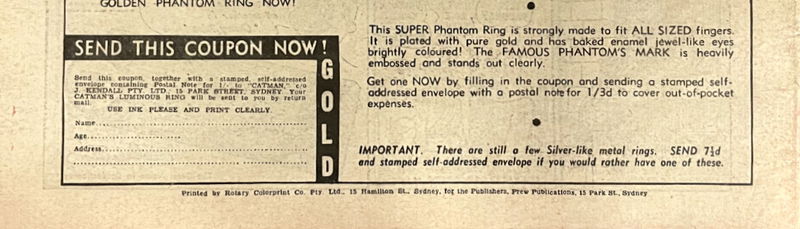 GOLDEN PHANTOM RING NOW!
SEND THIS COUPON NOW!
GOLD
Send this coupon, together with a stamped, self-addressed
envelope containing Postal Note for 1/- to "CATMAN," c/o
J. KENDALL PTY. LTD., 15 PARK STREET, SYDNEY. Your
CATMAN'S LUMINOUS RING will be sent to you by return
mail.
USE INK PLEASE AND PRINT CLEARLY.
Name
Age
Address
This SUPER Phantom Ring is strongly made to fit ALL SIZED fingers.
It is plated with pure gold and has baked enamel jewel-like eyes
brightly coloured! The FAMOUS PHANTOM'S MARK is heavily
embossed and stands out clearly.
Get one NOW by filling in the coupon and sending a stamped self-
addressed envelope with a postal note for 1/3d to cover out-of-pocket
expenses.
IMPORTANT. There are still a few Silver-like metal rings. SEND 7½d
and stamped self-addressed envelope if you would rather have one of these.
Printed by Rotary Colorprint Co. Pty. Ltd., 15 Hamilton St., Sydney, for the Publishers, Frew Publications, 15 Park St., Sydney